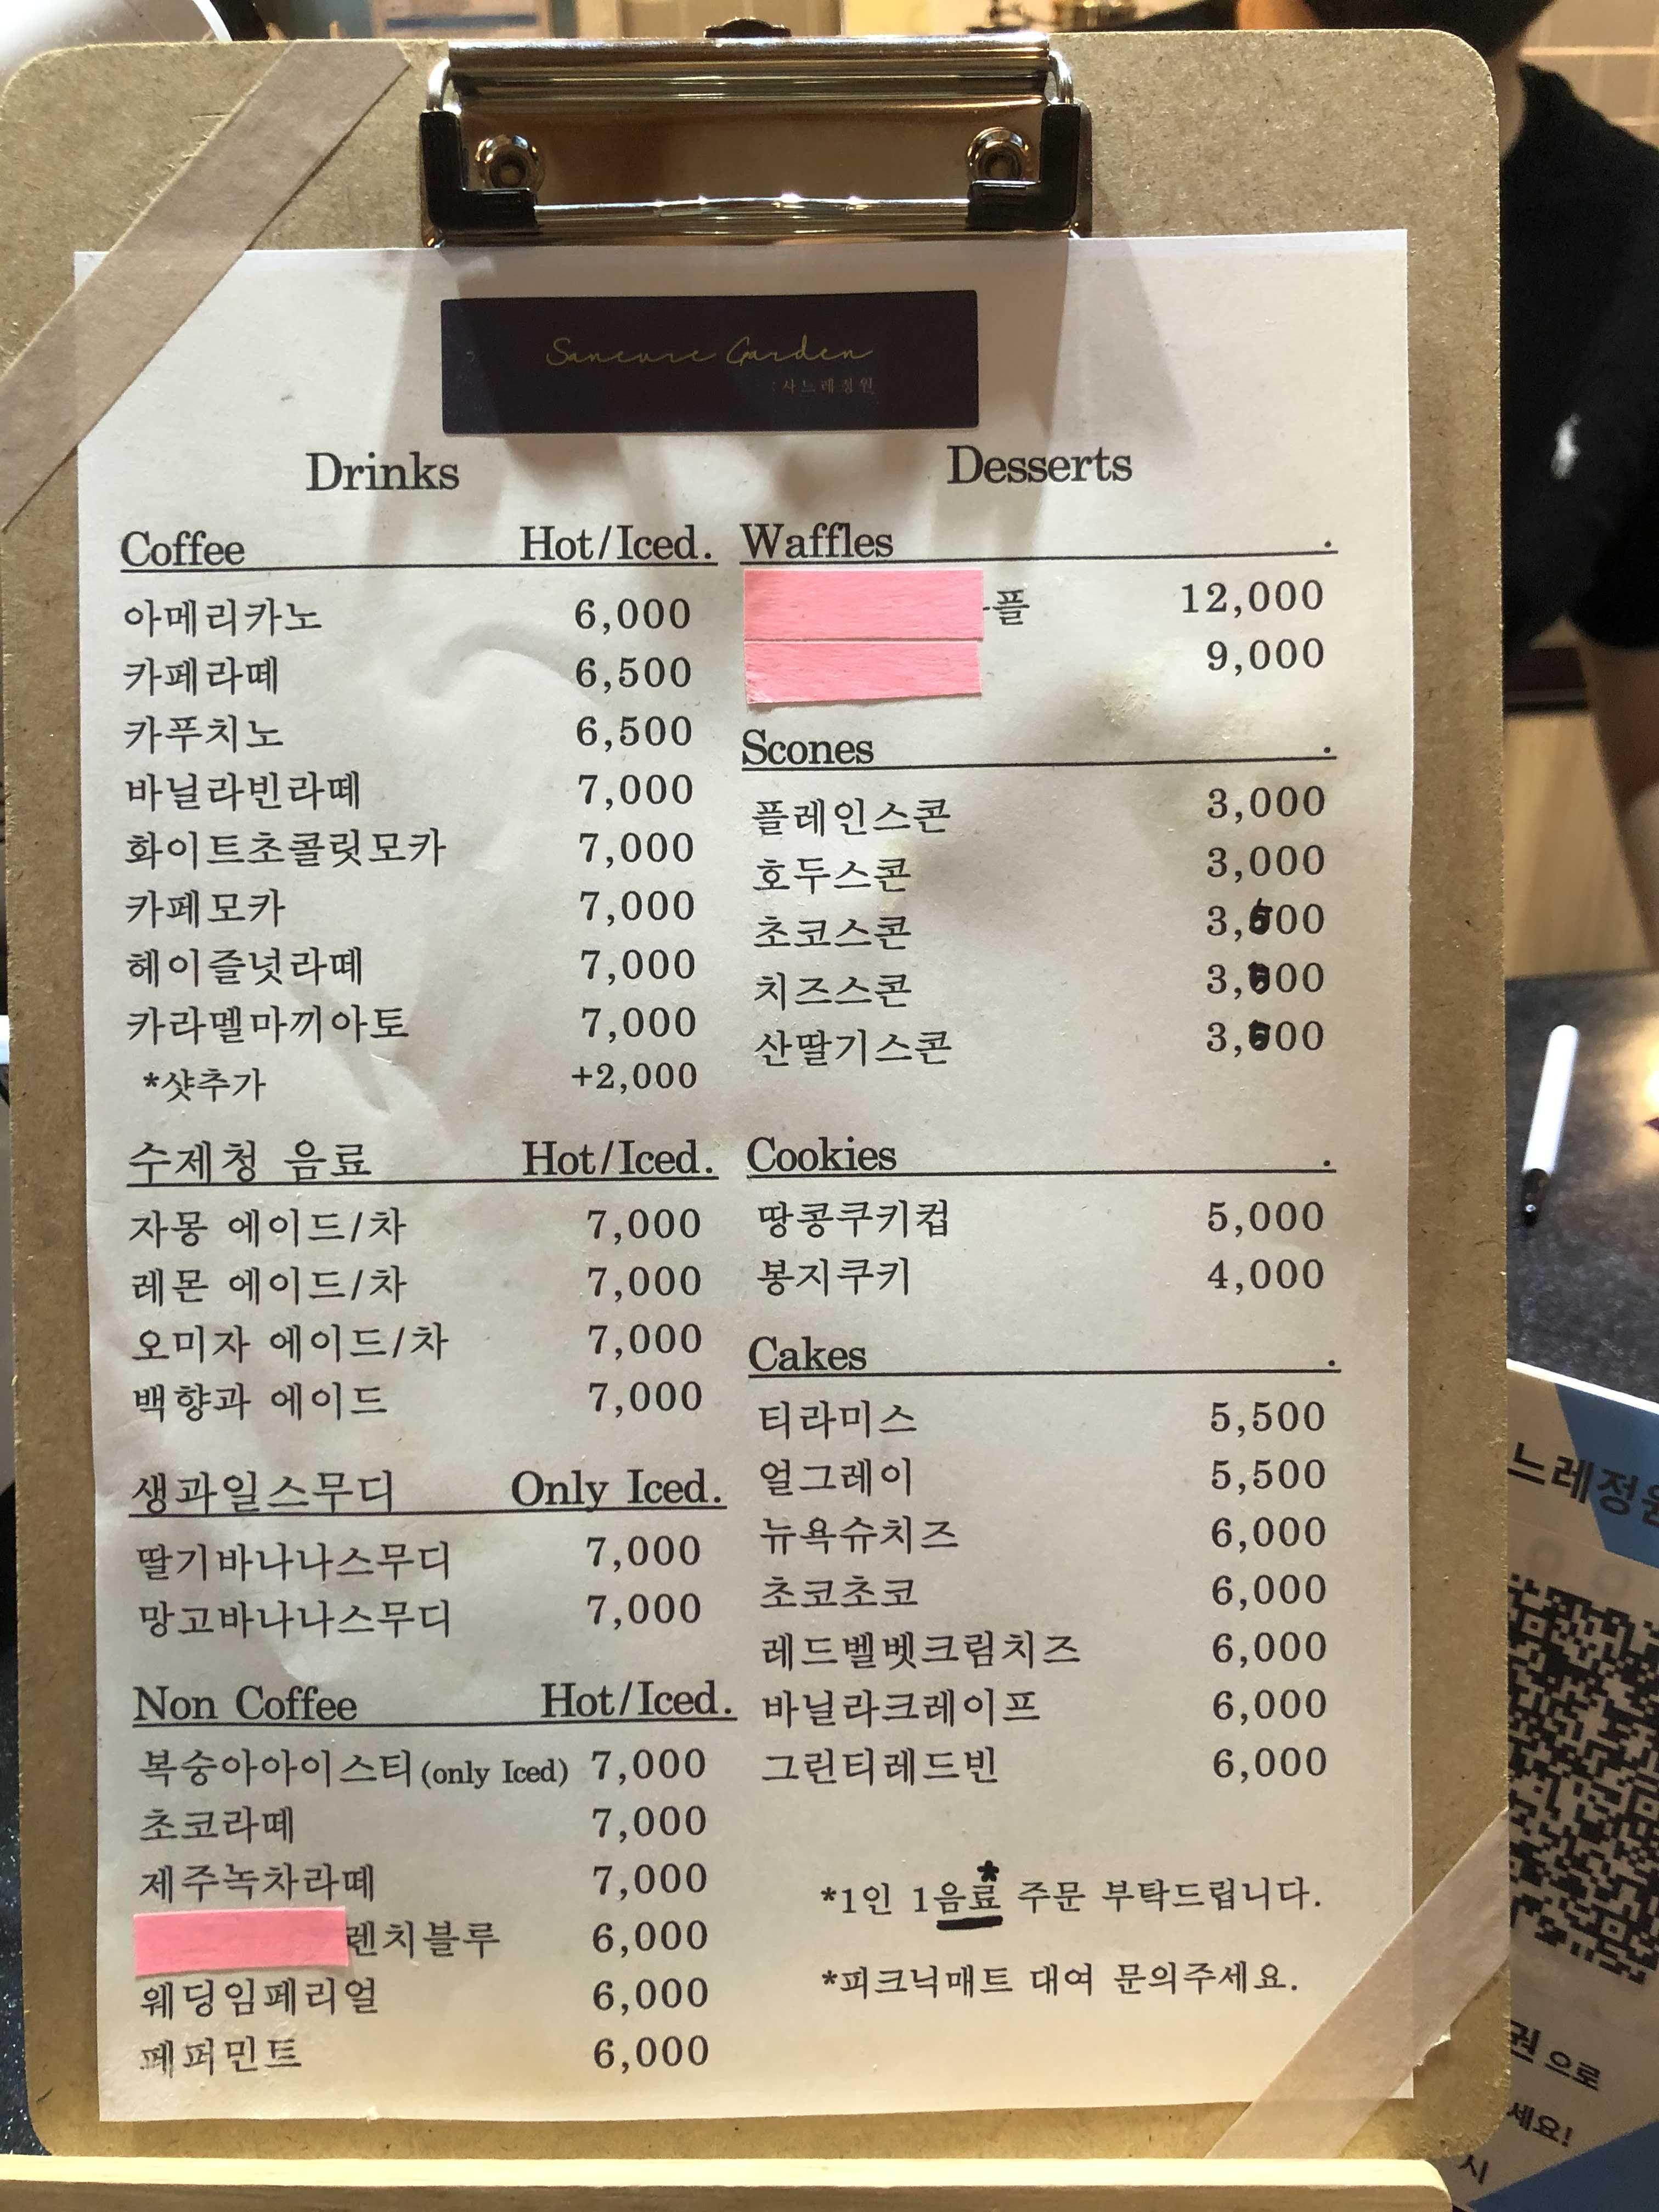 Sanevre Garden
:사느레정원
Drinks
Coffee Hot/Iced.
아메리카노 6,000
카페라떼 6,500
카푸치노 6,500
바닐라빈라떼 7,000
화이트초콜릿모카 7,000
카페모카 7,000
헤이즐넛라떼 7,000
카라멜마끼아토 7,000
*샷추가 +2,000
수제청 음료 Hot/Iced.
자몽 에이드/차 7,000
레몬 에이드/차 7,000
오미자 에이드/차 7,000
백향과 에이드 7,000
생과일스무디 Only Iced.
딸기바나나스무디 7,000
망고바나나스무디 7,000
Non Coffee Hot/Iced.
복숭아아이스티(only Iced) 7,000
초코라떼 7,000
제주녹차라떼 7,000
렌치블루 6,000
웨딩임페리얼 6,000
페퍼민트 6,000
Desserts
Waffles .
플 12,000
9,000
Scones .
플레인스콘 3,000
호두스콘 3,000
초코스콘 3,500
치즈스콘
산딸기스콘 3,500
Cookies .
땅콩쿠키컵 5,000
봉지쿠키 4,000
Cakes .
티라미스 5,500
얼그레이 5,500
뉴욕슈치즈 6,000
초코초코 6,000
레드벨벳크림치즈 6,000
바닐라크레이프 6,000
그린티레드빈 6,000
*1인 1음료* 주문 부탁드립니다.
*피크닉매트 대여 문의주세요.
느레정원
권으로
세요!
시